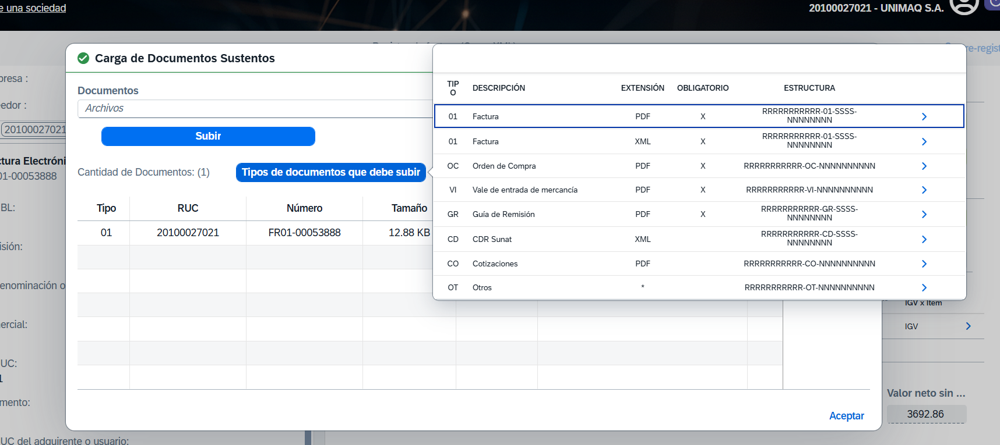 e una sociedad
20100027021 - UNIMAQ S.A.
re-regist
presa :
eedor :
20100027021
ctura Electróni
01-00053888
BL:
isión:
enominación o
ercial:
UC:
1
mento:
UC del adquirente o usuario:
Carga de Documentos Sustentos
Documentos
Archivos
Subir
Cantidad de Documentos: (1)
Tipos de documentos que debe subir
Tipo RUC Número Tamaño
01 20100027021 FR01-00053888 12.88 KB
TIP
O DESCRIPCIÓN EXTENSIÓN OBLIGATORIO ESTRUCTURA
01 Factura PDF X RRRRRRRRRRR-01-SSSS-
NNNNNNNN
01 Factura XML X RRRRRRRRRRR-01-SSSS-
NNNNNNNN
OC Orden de Compra PDF X RRRRRRRRRRR-OC-NNNNNNNNNN
VI Vale de entrada de mercancía PDF X RRRRRRRRRRR-VI-NNNNNNNNNN
GR Guía de Remisión PDF X RRRRRRRRRRR-GR-SSSS-
NNNNNNNN
CD CDR Sunat XML RRRRRRRRRRR-CD-SSSS-
NNNNNNNN
CO Cotizaciones PDF RRRRRRRRRRR-CO-NNNNNNNNNN
OT Otros * RRRRRRRRRRR-OT-NNNNNNNNNN
IGV x Item
IGV
Valor neto sin ...
3692.86
Aceptar